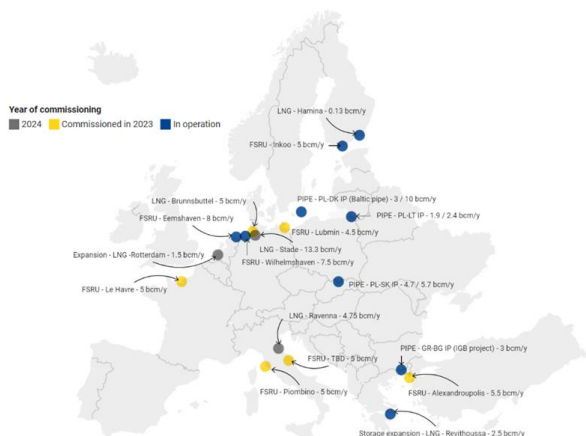 LNG - Hamina - 0.13 bcm/y
Year of commissioning
2024 Commissioned in 2023 In operation
FSRU - Inkoo - 5 bcm/y
LNG - Brunnsbuttel - 5 bcm/y
PIPE - PL-DK IP (Baltic pipe) - 3 / 10 bcm/y
FSRU - Eemshaven - 8 bcm/y
PIPE - PL-LT IP - 1.9 / 2.4 bcm/y
FSRU - Lubmin - 4.5 bcm/y
LNG - Stade - 13.3 bcm/y
Expansion - LNG -Rotterdam - 1.5 bcm/y
FSRU - Wilhelmshaven - 7.5 bcm/y
FSRU - Le Havre - 5 bcm/y
PIPE - PL-SK IP - 4.7 / 5.7 bcm/y
LNG - Ravenna - 4.75 bcm/y
PIPE - GR-BG IP (IGB project) - 3 bcm/y
FSRU - TBD - 5 bcm/y
FSRU - Piombino - 5 bcm/y
FSRU - Alexandroupolis - 5.5 bcm/y
Storage expansion - LNG - Revithoussa - 2.5 bcm/y